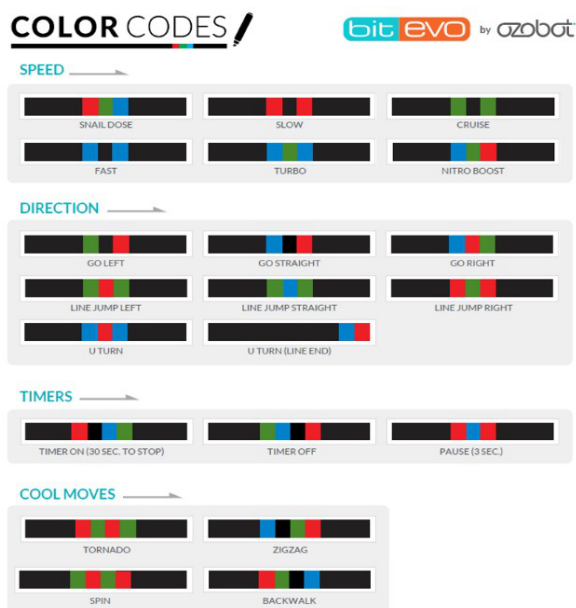 COLOR CODES
bit evo by ozobot
SPEED
SNAIL DOSE SLOW CRUISE
FAST TURBO NITRO BOOST
DIRECTION
GO LEFT GO STRAIGHT GO RIGHT
LINE JUMP LEFT LINE JUMP STRAIGHT LINE JUMP RIGHT
U TURN U TURN (LINE END)
TIMERS
TIMER ON (30 SEC. TO STOP) TIMER OFF PAUSE (3 SEC.)
COOL MOVES
TORNADO ZIGZAG
SPIN BACKWALK